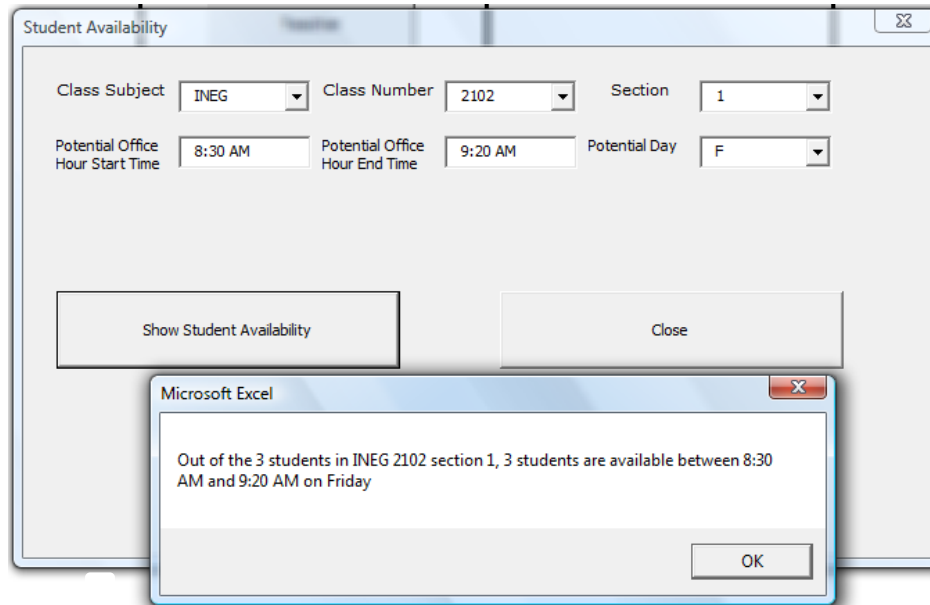 Student Availability
Class Subject INEG Class Number 2102 Section 1
Potential Office Hour Start Time 8:30 AM Potential Office Hour End Time 9:20 AM Potential Day F
Show Student Availability Close
Microsoft Excel
Out of the 3 students in INEG 2102 section 1, 3 students are available between 8:30
AM and 9:20 AM on Friday
OK